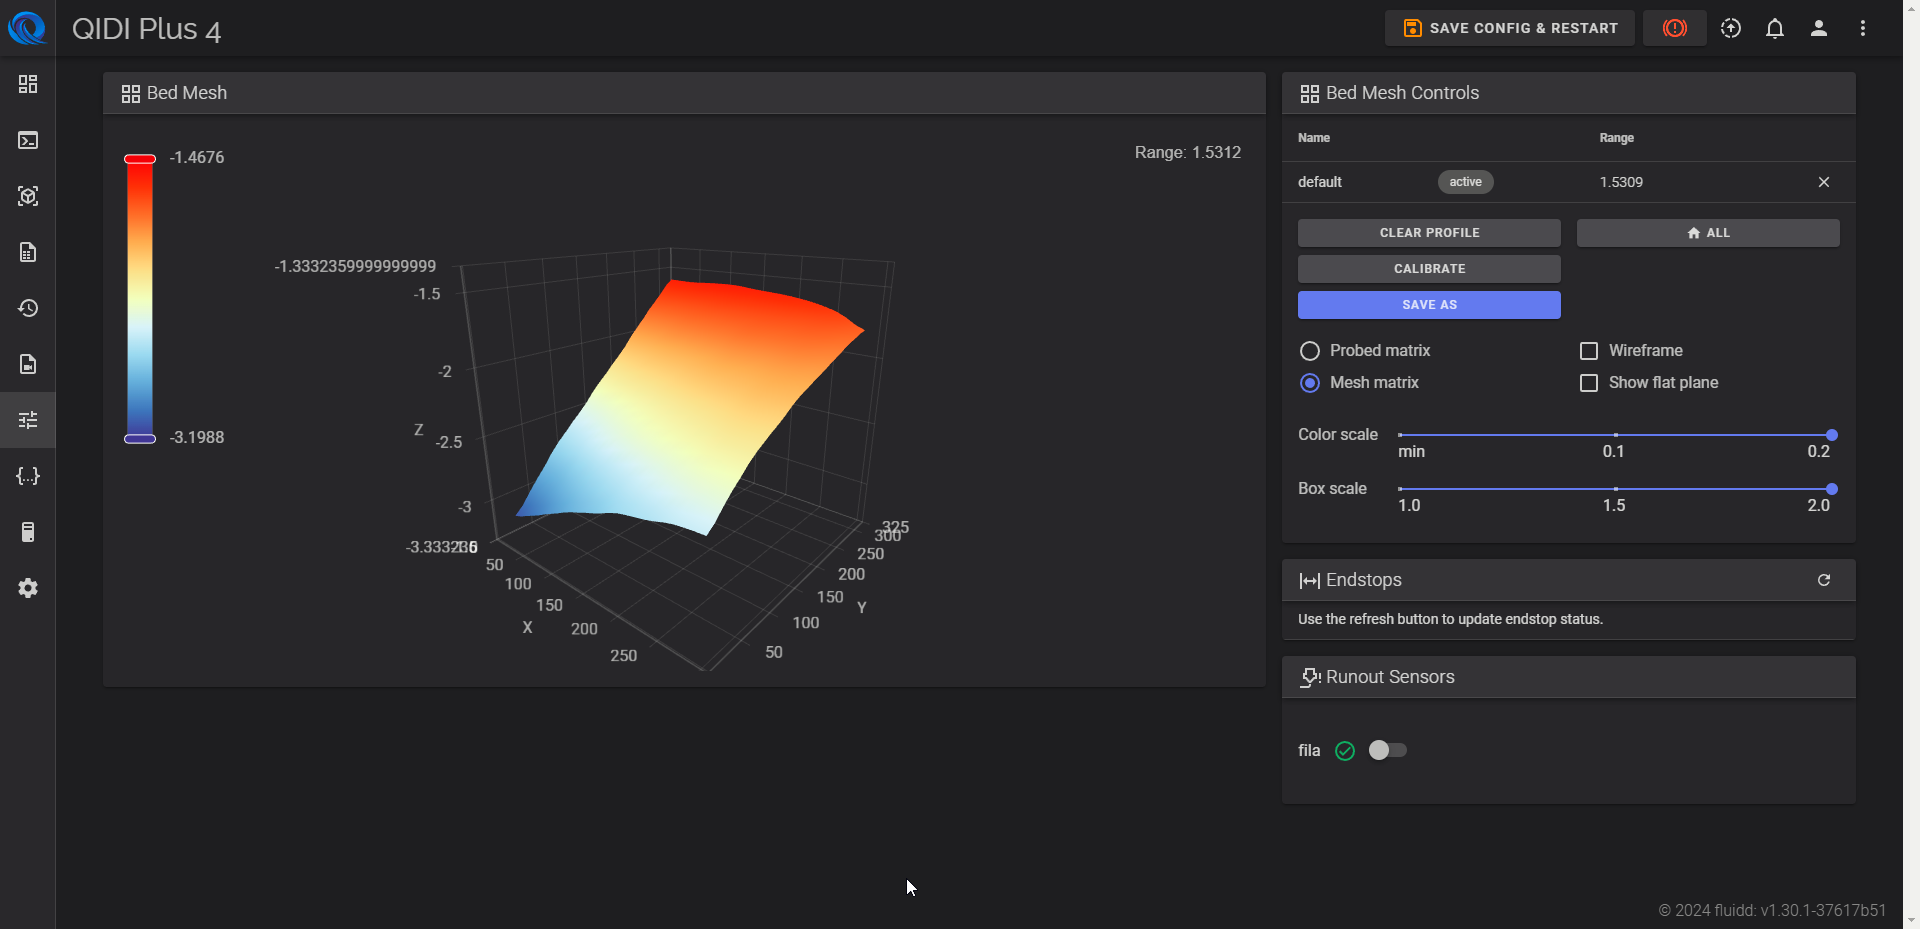 QIDI Plus 4
SAVE CONFIG & RESTART
Bed Mesh
-1.4676
-3.1988
Range: 1.5312
-1.3332359999999999
-1.5
-2
Z
-2.5
-3
50
100
150
X
200
250
325
300
250
200
150
Y
100
50
Bed Mesh Controls
Name Range
default active 1.5309
CLEAR PROFILE
ALL
CALIBRATE
SAVE AS
Probed matrix
Wireframe
Mesh matrix
Show flat plane
Color scale
min 0.1 0.2
Box scale
1.0 1.5 2.0
Endstops
Use the refresh button to update endstop status.
Runout Sensors
fila
© 2024 fluidd: v1.30.1-37617b51